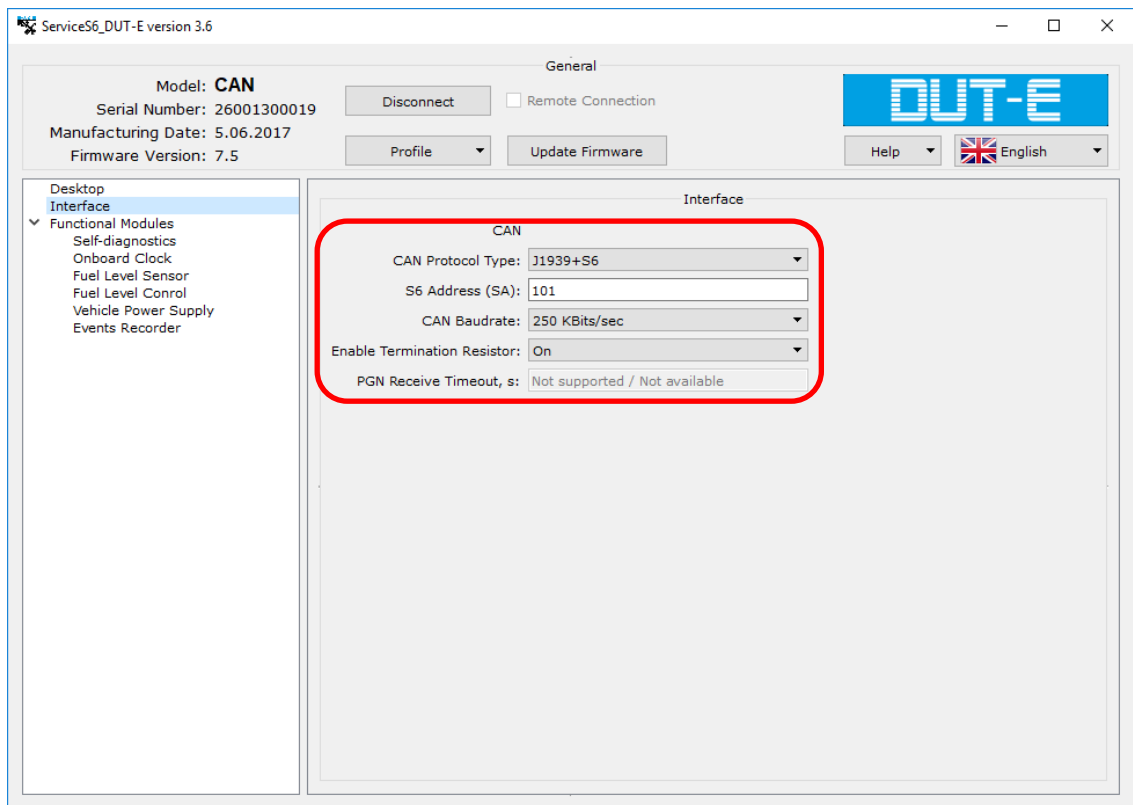 ServiceS6_DUT-E version 3.6
General
Model: CAN
Serial Number: 26001300019
Manufacturing Date: 5.06.2017
Firmware Version: 7.5
Disconnect
Remote Connection
Profile
Update Firmware
DUT-E
Help
English
Desktop
Interface
Functional Modules
Self-diagnostics
Onboard Clock
Fuel Level Sensor
Fuel Level Conrol
Vehicle Power Supply
Events Recorder
Interface
CAN
CAN Protocol Type: J1939+S6
S6 Address (SA): 101
CAN Baudrate: 250 KBits/sec
Enable Termination Resistor: On
PGN Receive Timeout, s: Not supported / Not available